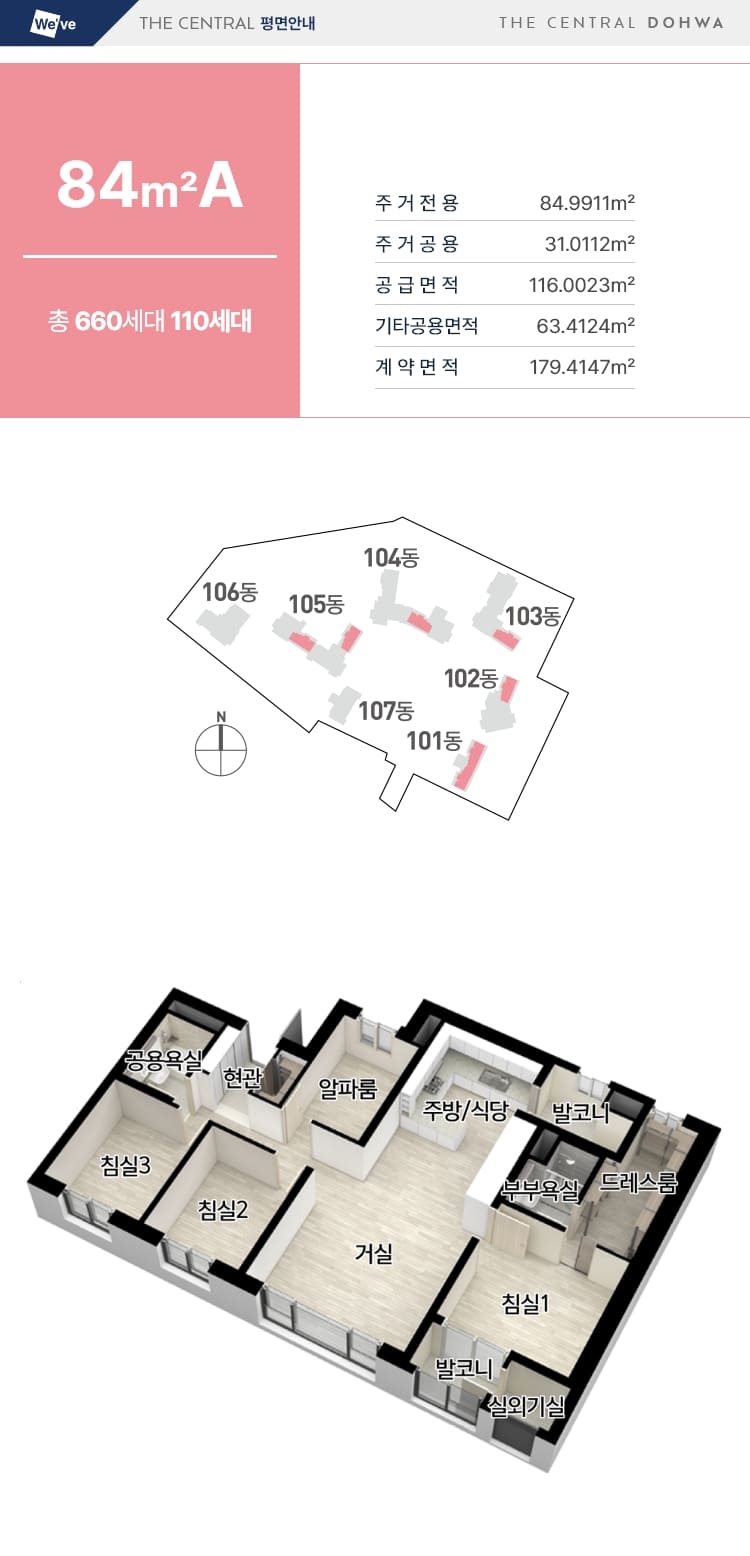 We've THE CENTRAL 평면안내 THE CENTRAL DOHWA
84m²A
총 660세대 110세대
주거전용 84.9911m²
주거공용 31.0112m²
공급면적 116.0023m²
기타공용면적 63.4124m²
계약면적 179.4147m²
104동
106동
105동
103동
102동
107동
101동
N
공용욕실
현관
알파룸
주방/식당
발코니
침실3
부부욕실
드레스룸
침실2
거실
침실1
발코니
실외기실